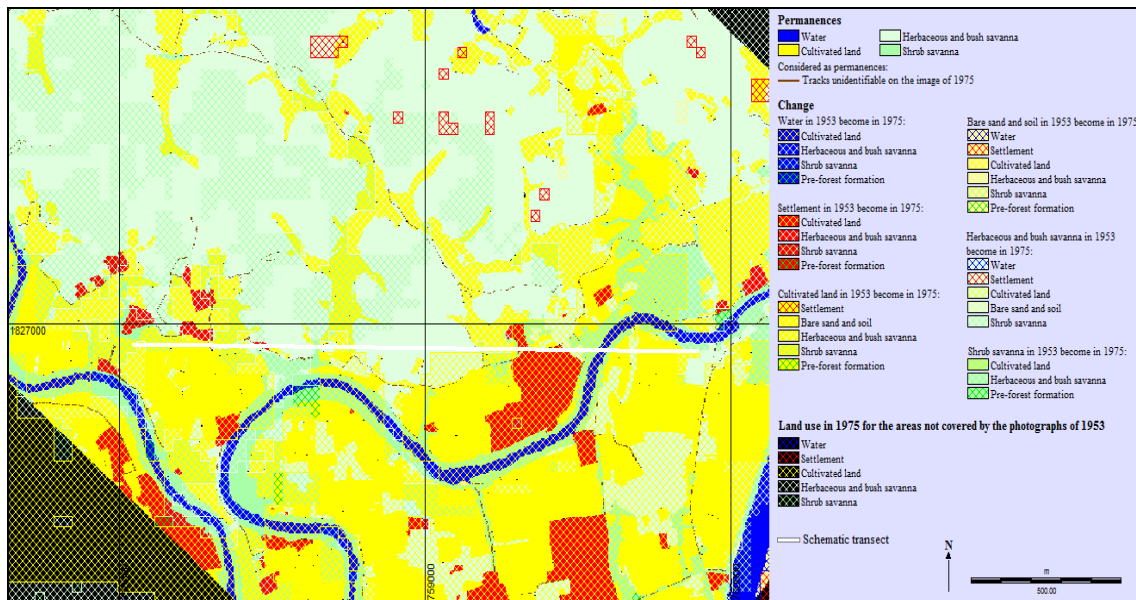 Permanences
Water
Herbaceous and bush savanna
Cultivated land
Shrub savanna
Considered as permanences:
Tracks unidentifiable on the image of 1975
Change
Water in 1953 become in 1975:
Cultivated land
Herbaceous and bush savanna
Shrub savanna
Pre-forest formation
Settlement in 1953 become in 1975:
Cultivated land
Herbaceous and bush savanna
Shrub savanna
Pre-forest formation
Cultivated land in 1953 become in 1975:
Settlement
Bare sand and soil
Herbaceous and bush savanna
Shrub savanna
Pre-forest formation
Bare sand and soil in 1953 become in 1975
Water
Settlement
Cultivated land
Herbaceous and bush savanna
Shrub savanna
Pre-forest formation
Herbaceous and bush savanna in 1953
become in 1975:
Water
Settlement
Cultivated land
Bare sand and soil
Shrub savanna
Shrub savanna in 1953 become in 1975:
Cultivated land
Herbaceous and bush savanna
Pre-forest formation
Land use in 1975 for the areas not covered by the photographs of 1953
Water
Settlement
Cultivated land
Herbaceous and bush savanna
Shrub savanna
Schematic transect
N
m
500.00
1827000
759000